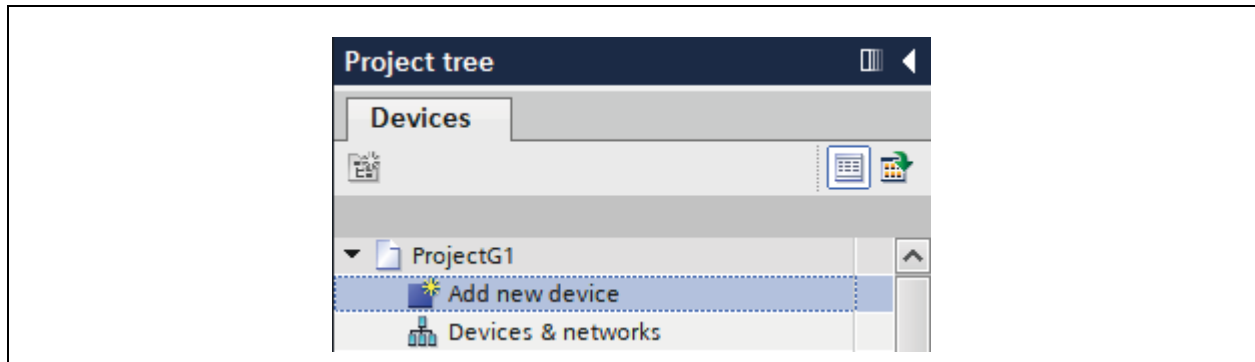 Project tree
Devices
ProjectG1
Add new device
Devices & networks